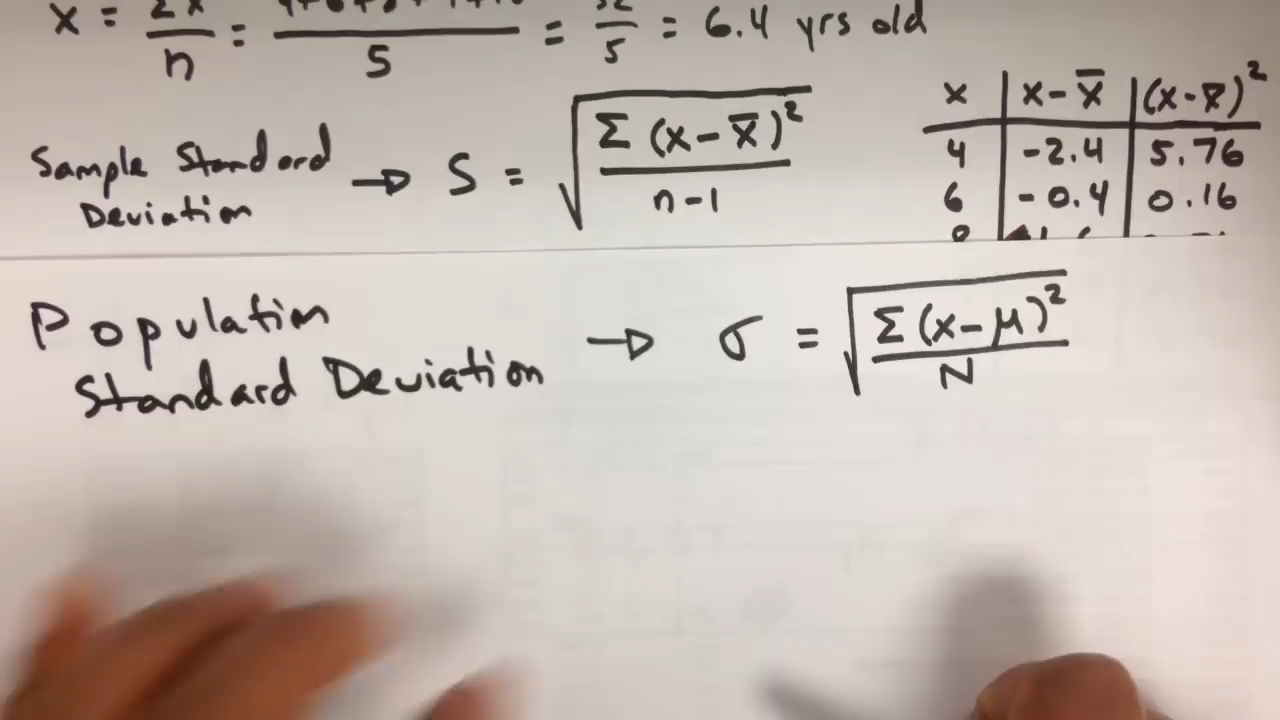 x = Σx / n = / 5 = / 5 = 6.4 yrs old
x | x - x̄ | (x - x̄)²
4 | -2.4 | 5.76
6 | -0.4 | 0.16
Sample Standard
Deviation → S = √(Σ (x - x̄)² / n-1)
Population
Standard Deviation → σ = √(Σ (x - μ)² / N)